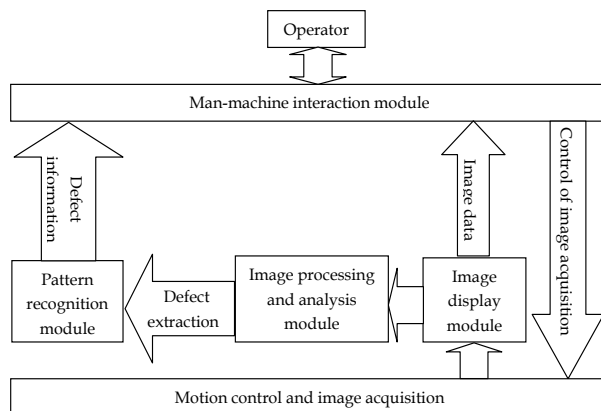 Operator
Man-machine interaction module
Defect
information
Image data
Control of image acquisition
Pattern
recognition
module
Defect
extraction
Image processing
and analysis
module
Image
display
module
Motion control and image acquisition